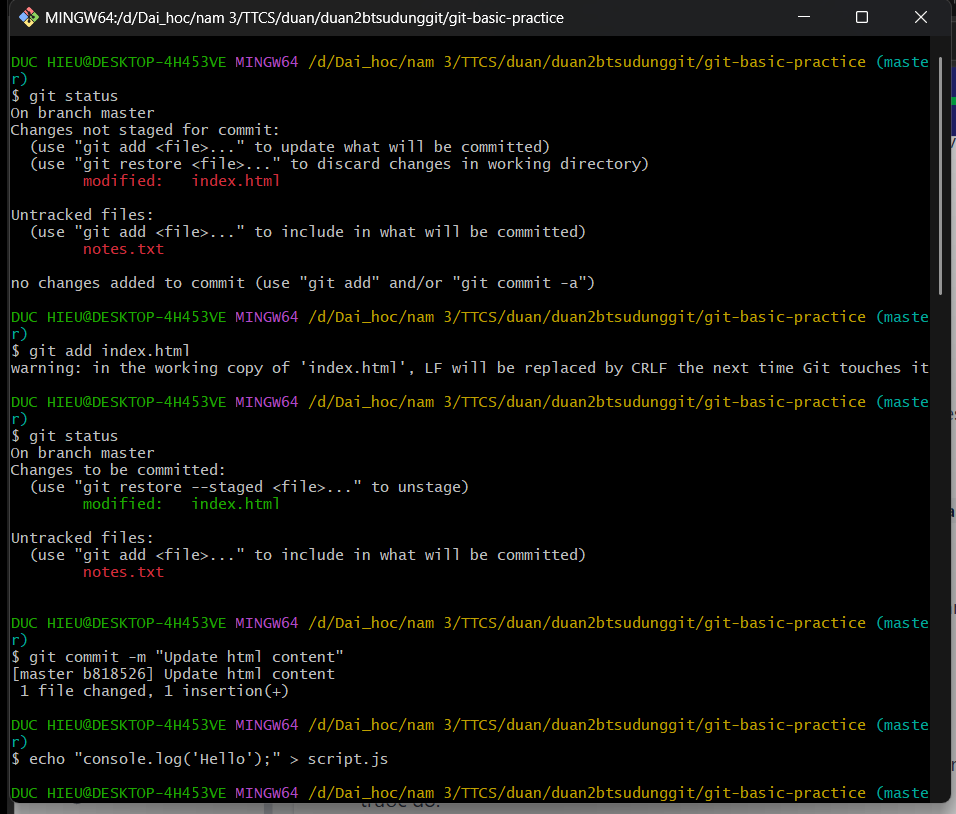 MINGW64:/d/Dai_hoc/nam 3/TTCS/duan/duan2btsudunggit/git-basic-practice
DUC HIEU@DESKTOP-4H453VE MINGW64 /d/Dai_hoc/nam 3/TTCS/duan/duan2btsudunggit/git-basic-practice (maste
r)
$ git status
On branch master
Changes not staged for commit:
  (use "git add <file>..." to update what will be committed)
  (use "git restore <file>..." to discard changes in working directory)
        modified:   index.html

Untracked files:
  (use "git add <file>..." to include in what will be committed)
        notes.txt

no changes added to commit (use "git add" and/or "git commit -a")

DUC HIEU@DESKTOP-4H453VE MINGW64 /d/Dai_hoc/nam 3/TTCS/duan/duan2btsudunggit/git-basic-practice (maste
r)
$ git add index.html
warning: in the working copy of 'index.html', LF will be replaced by CRLF the next time Git touches it

DUC HIEU@DESKTOP-4H453VE MINGW64 /d/Dai_hoc/nam 3/TTCS/duan/duan2btsudunggit/git-basic-practice (maste
r)
$ git status
On branch master
Changes to be committed:
  (use "git restore --staged <file>..." to unstage)
        modified:   index.html

Untracked files:
  (use "git add <file>..." to include in what will be committed)
        notes.txt


DUC HIEU@DESKTOP-4H453VE MINGW64 /d/Dai_hoc/nam 3/TTCS/duan/duan2btsudunggit/git-basic-practice (maste
r)
$ git commit -m "Update html content"
[master b818526] Update html content
 1 file changed, 1 insertion(+)

DUC HIEU@DESKTOP-4H453VE MINGW64 /d/Dai_hoc/nam 3/TTCS/duan/duan2btsudunggit/git-basic-practice (maste
r)
$ echo "console.log('Hello');" > script.js

DUC HIEU@DESKTOP-4H453VE MINGW64 /d/Dai_hoc/nam 3/TTCS/duan/duan2btsudunggit/git-basic-practice (maste